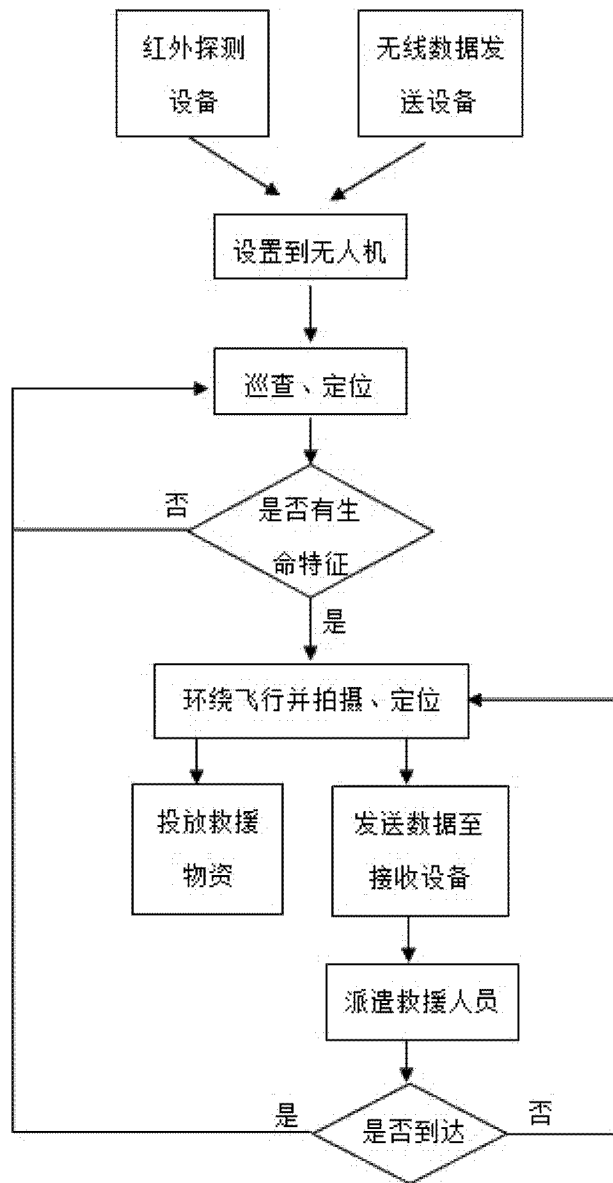 红外探测
设备
无线数据发
送设备
设置到无人机
巡查、定位
否
是否有生
命特征
是
环绕飞行并拍摄、定位
投放救援
物资
发送数据至
接收设备
派遣救援人员
是
是否到达
否